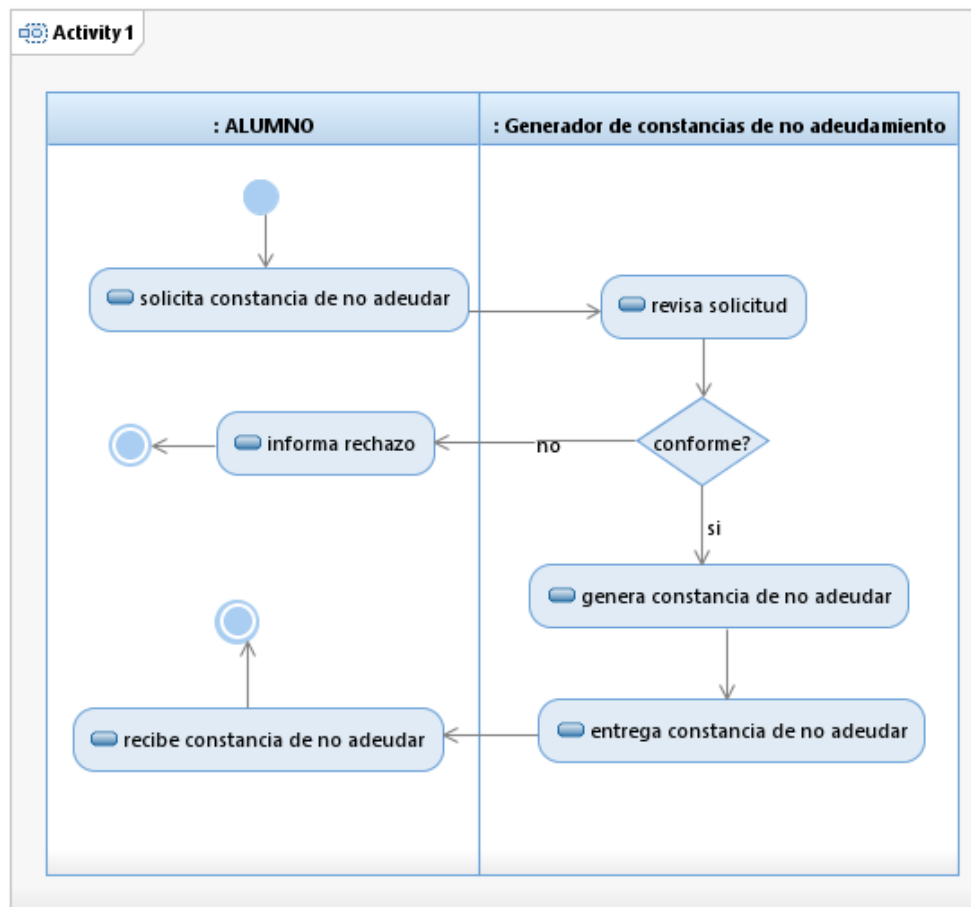 Activity 1
: ALUMNO
: Generador de constancias de no adeudamiento
solicita constancia de no adeudar
revisa solicitud
informa rechazo
no
conforme?
si
genera constancia de no adeudar
recibe constancia de no adeudar
entrega constancia de no adeudar